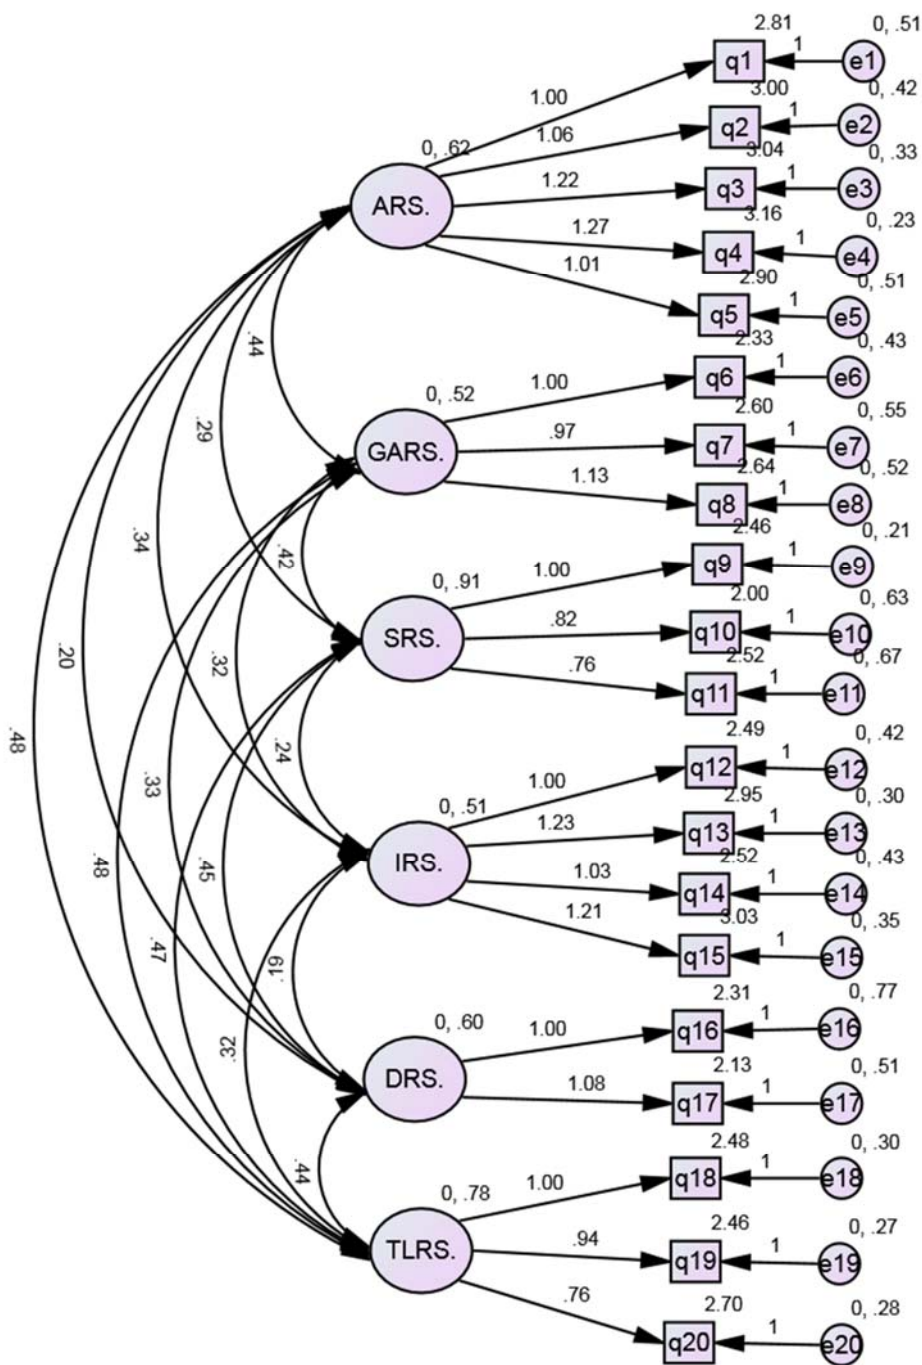 2.81
0, .51
q1
1
e1
1.00
3.00
0, .42
q2
1
e2
1.06
0, .62
ARS.
3.04
0, .33
q3
1
e3
1.22
3.16
0, .23
q4
1
e4
1.27
2.90
0, .51
q5
1
e5
1.01
2.33
0, .43
q6
1
e6
1.00
.44
0, .52
GARS.
2.60
0, .55
q7
1
e7
.97
2.64
0, .52
q8
1
e8
1.13
.29
2.46
0, .21
q9
1
e9
1.00
.34
.42
0, .91
SRS.
2.00
0, .63
q10
1
e10
.82
2.52
0, .67
q11
1
e11
.76
.20
.32
.48
.24
2.49
0, .42
q12
1
e12
1.00
.33
0, .51
IRS.
2.95
0, .30
q13
1
e13
1.23
2.52
0, .43
q14
1
e14
1.03
.48
.45
3.03
0, .35
q15
1
e15
1.21
.47
.19
2.31
0, .77
q16
1
e16
1.00
.32
0, .60
DRS.
2.13
0, .51
q17
1
e17
1.08
.44
2.48
0, .30
q18
1
e18
1.00
0, .78
TLRS.
2.46
0, .27
q19
1
e19
.94
2.70
0, .28
q20
1
e20
.76